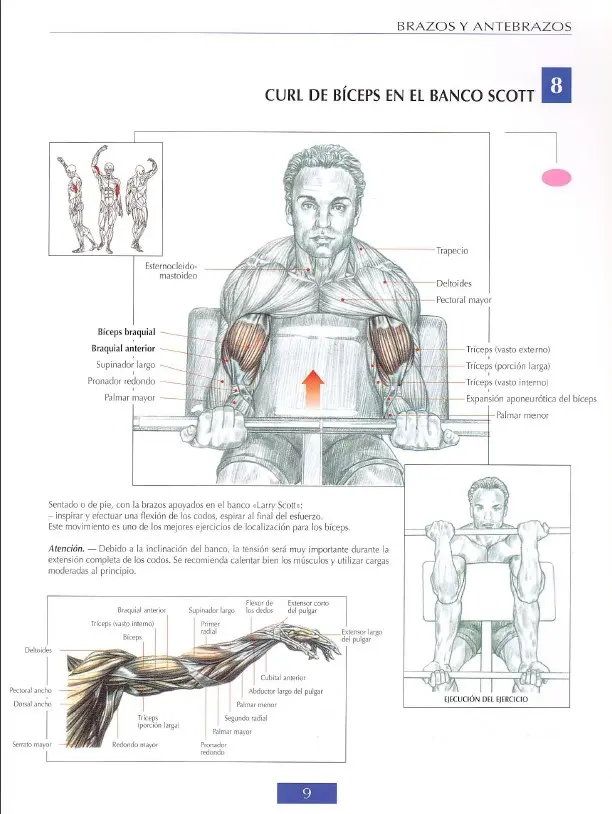 BRAZOS Y ANTEBRAZOS
CURL DE BÍCEPS EN EL BANCO SCOTT
8
Trapecio
Esternocleido-
mastoideo
Deltoides
Pectoral mayor
Bíceps braquial
Braquial anterior
Supinador largo
Pronador redondo
Palmar mayor
Tríceps (vasto externo)
Tríceps (porción larga)
Tríceps (vasto interno)
Expansión aponeurótica del bíceps
Palmar menor
Sentado o de pie, con la brazos apoyados en el banco «Larry Scott»:
– inspirar y efectuar una flexión de los codos, espirar al final del esfuerzo.
Este movimiento es uno de los mejores ejercicios de localización para los bíceps.
Atención. — Debido a la inclinación del banco, la tensión será muy importante durante la
extensión completa de los codos. Se recomienda calentar bien los músculos y utilizar cargas
moderadas al principio.
Braquial anterior
Supinador largo
Flexor de
los dedos
Extensor corto
del pulgar
Tríceps (vasto interno)
Primer
radial
Extensor largo
del pulgar
Bíceps
Deltoides
Cubital anterior
Pectoral ancho
Abductor largo del pulgar
Dorsal ancho
Palmar menor
Tríceps
(porción larga)
Segundo radial
Palmar mayor
Serrato mayor
Redondo mayor
Pronador
redondo
EJECUCIÓN DEL EJERCICIO
9